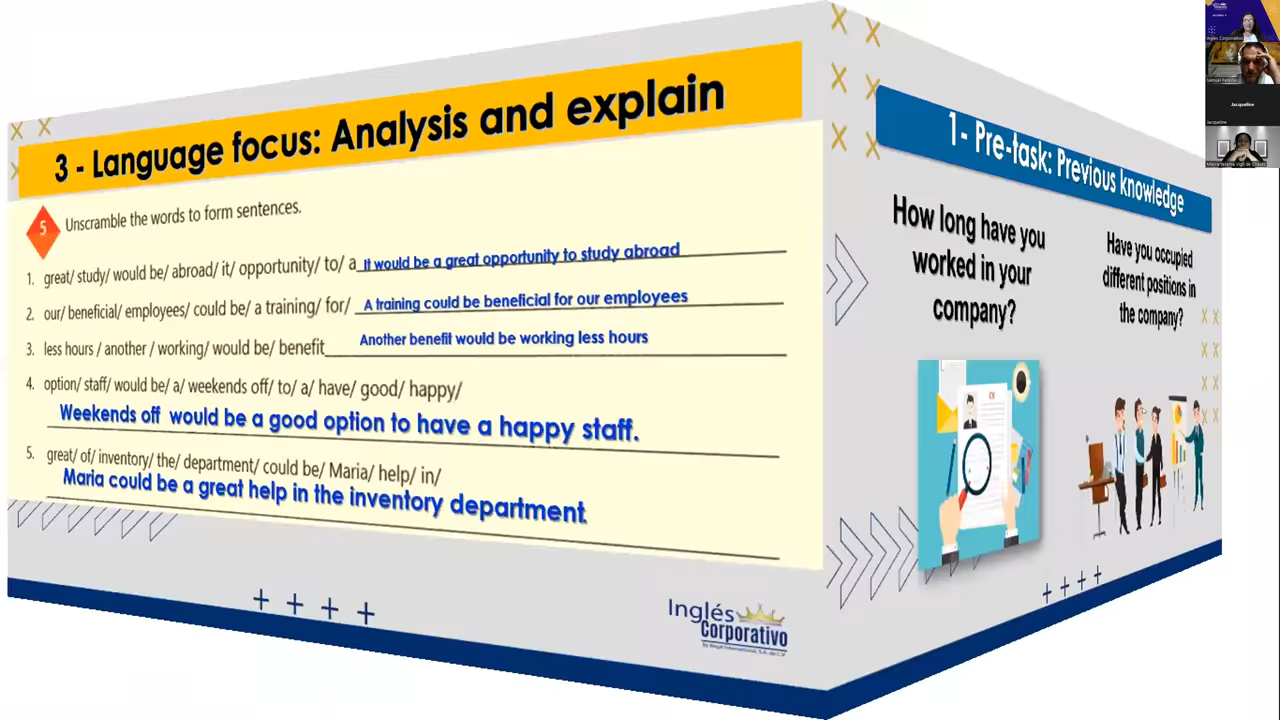 3 - Language focus: Analysis and explain
5
Unscramble the words to form sentences.
1. great/ study/ would be/ abroad/ it/ opportunity/ to/ a It would be a great opportunity to study abroad
2. our/ beneficial/ employees/ could be/ a training/ for/ A training could be beneficial for our employees
3. less hours / another / working/ would be/ benefit Another benefit would be working less hours
4. option/ staff/ would be/ a/ weekends off/ to/ a/ have/ good/ happy/
Weekends off would be a good option to have a happy staff.
5. great/ of/ inventory/ the/ department/ could be/ Maria/ help/ in/
Maria could be a great help in the inventory department.
Inglés
Corporativo
1- Pre-task: Previous knowledge
How long have you
worked in your
company?
Have you occupied
different positions in
the company?
CV
Inglés Corporativo
Jacqueline
Jacqueline